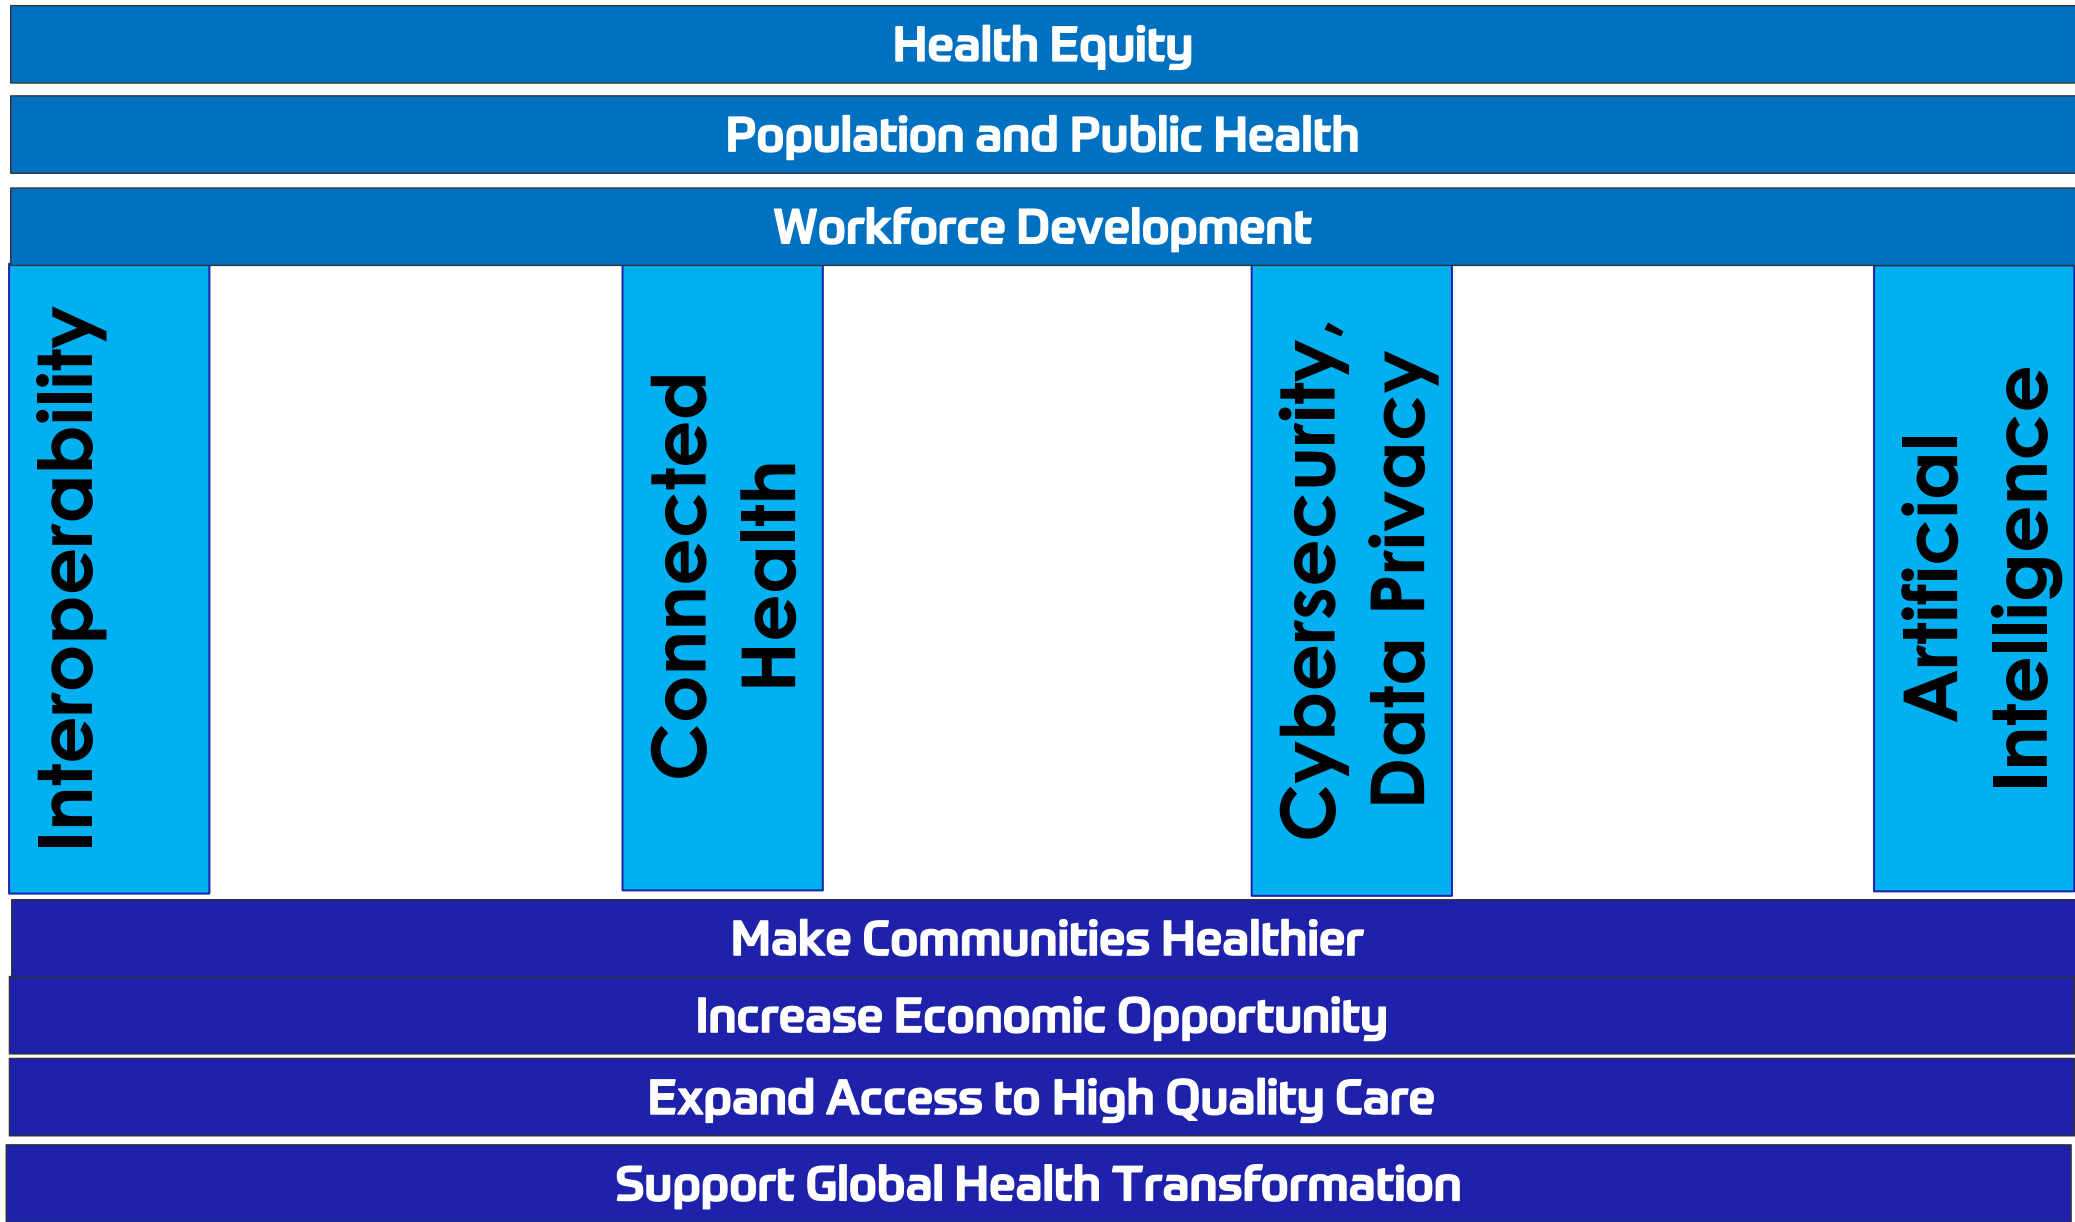 Health Equity
Population and Public Health
Workforce Development
Interoperability
Connected
Health
Cybersecurity,
Data Privacy
Artificial
Intelligence
Make Communities Healthier
Increase Economic Opportunity
Expand Access to High Quality Care
Support Global Health Transformation